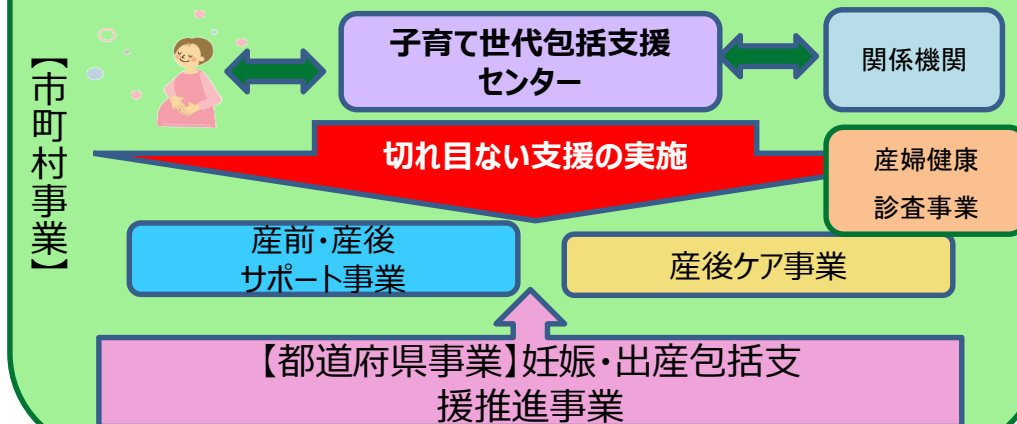 【市町村事業】
子育て世代包括支援
センター
関係機関
切れ目ない支援の実施
産婦健康
診査事業
産前・産後
サポート事業
産後ケア事業
【都道府県事業】妊娠・出産包括支
援推進事業